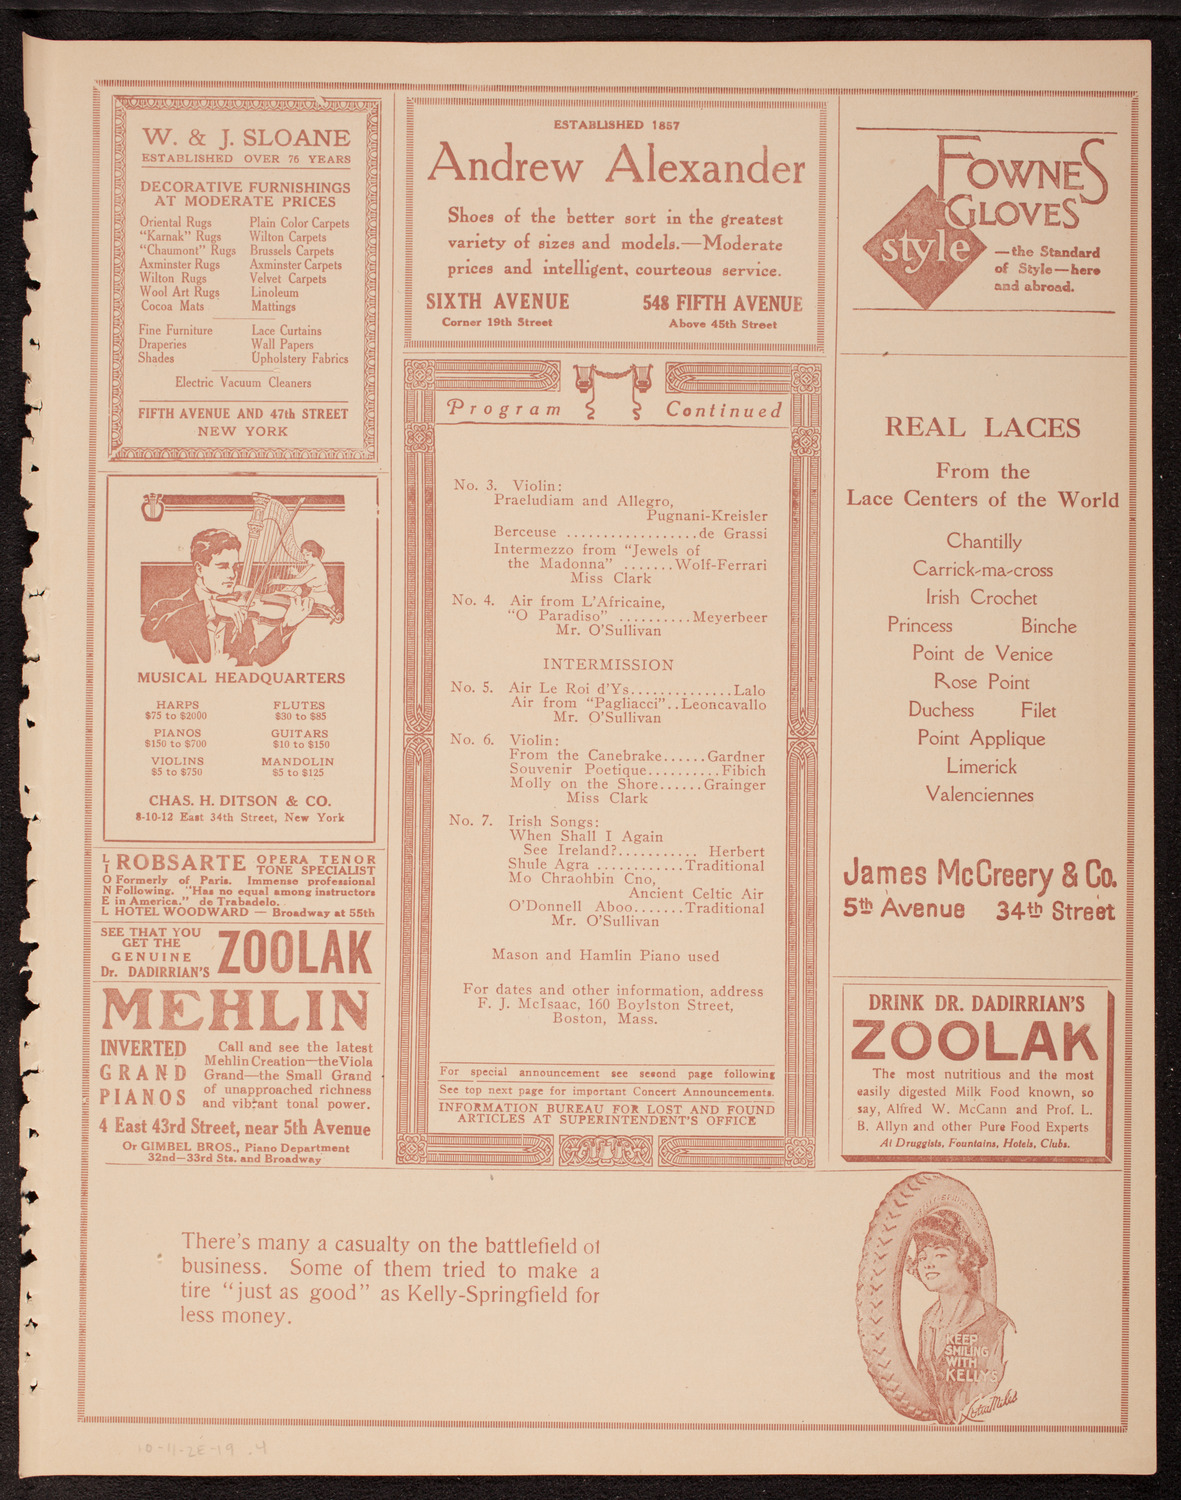 W. & J. SLOANE
ESTABLISHED OVER 76 YEARS
DECORATIVE FURNISHINGS
AT MODERATE PRICES
Oriental Rugs Plain Color Carpets
"Karnak" Rugs Wilton Carpets
"Chaumont" Rugs Brussels Carpets
Axminster Rugs Axminster Carpets
Wilton Rugs Velvet Carpets
Wool Art Rugs Linoleum
Cocoa Mats Mattings
Fine Furniture Lace Curtains
Draperies Wall Papers
Shades Upholstery Fabrics
Electric Vacuum Cleaners
FIFTH AVENUE AND 47th STREET
NEW YORK
MUSICAL HEADQUARTERS
HARPS FLUTES
$75 to $2000 $30 to $85
PIANOS GUITARS
$150 to $700 $10 to $150
VIOLINS MANDOLIN
$5 to $750 $5 to $125
CHAS. H. DITSON & CO.
8-10-12 East 34th Street, New York
LIONEL ROBSARTE OPERA TENOR
TONE SPECIALIST
Formerly of Paris. Immense professional
Following. "Has no equal among instructors
in America." de Trabadelo.
HOTEL WOODWARD — Broadway at 55th
SEE THAT YOU
GET THE
GENUINE
Dr. DADIRRIAN'S ZOOLAK
MEHLIN
INVERTED
GRAND
PIANOS
Call and see the latest
Mehlin Creation—the Viola
Grand—the Small Grand
of unapproached richness
and vibrant tonal power.
4 East 43rd Street, near 5th Avenue
Or GIMBEL BROS., Piano Department
32nd—33rd Sts. and Broadway
ESTABLISHED 1857
Andrew Alexander
Shoes of the better sort in the greatest
variety of sizes and models.—Moderate
prices and intelligent, courteous service.
SIXTH AVENUE 548 FIFTH AVENUE
Corner 19th Street Above 45th Street
Program Continued
No. 3. Violin:
Praeludiam and Allegro,
Pugnani-Kreisler
Berceuse ..................de Grassi
Intermezzo from "Jewels of
the Madonna" .......Wolf-Ferrari
Miss Clark
No. 4. Air from L'Africaine,
"O Paradiso" ..........Meyerbeer
Mr. O'Sullivan
INTERMISSION
No. 5. Air Le Roi d'Ys..............Lalo
Air from "Pagliacci"..Leoncavallo
Mr. O'Sullivan
No. 6. Violin:
From the Canebrake......Gardner
Souvenir Poetique..........Fibich
Molly on the Shore......Grainger
Miss Clark
No. 7. Irish Songs:
When Shall I Again
See Ireland?........... Herbert
Shule Agra ............Traditional
Mo Chraohbin Cno,
Ancient Celtic Air
O'Donnell Aboo.......Traditional
Mr. O'Sullivan
Mason and Hamlin Piano used
For dates and other information, address
F. J. McIsaac, 160 Boylston Street,
Boston, Mass.
For special announcement see second page following
See top next page for important Concert Announcements.
INFORMATION BUREAU FOR LOST AND FOUND
ARTICLES AT SUPERINTENDENT'S OFFICE
FOWNES
GLOVES
style
—the Standard
of Style—here
and abroad.
REAL LACES
From the
Lace Centers of the World
Chantilly
Carrick-ma-cross
Irish Crochet
Princess Binche
Point de Venice
Rose Point
Duchess Filet
Point Applique
Limerick
Valenciennes
James McCreery & Co.
5th Avenue 34th Street
DRINK DR. DADIRRIAN'S
ZOOLAK
The most nutritious and the most
easily digested Milk Food known, so
say, Alfred W. McCann and Prof. L.
B. Allyn and other Pure Food Experts
At Druggists, Fountains, Hotels, Clubs.
There's many a casualty on the battlefield of
business. Some of them tried to make a
tire "just as good" as Kelly-Springfield for
less money.
KEEP
SMILING
WITH
KELLYS
Lotta Miles
10-11-2E-19 .4